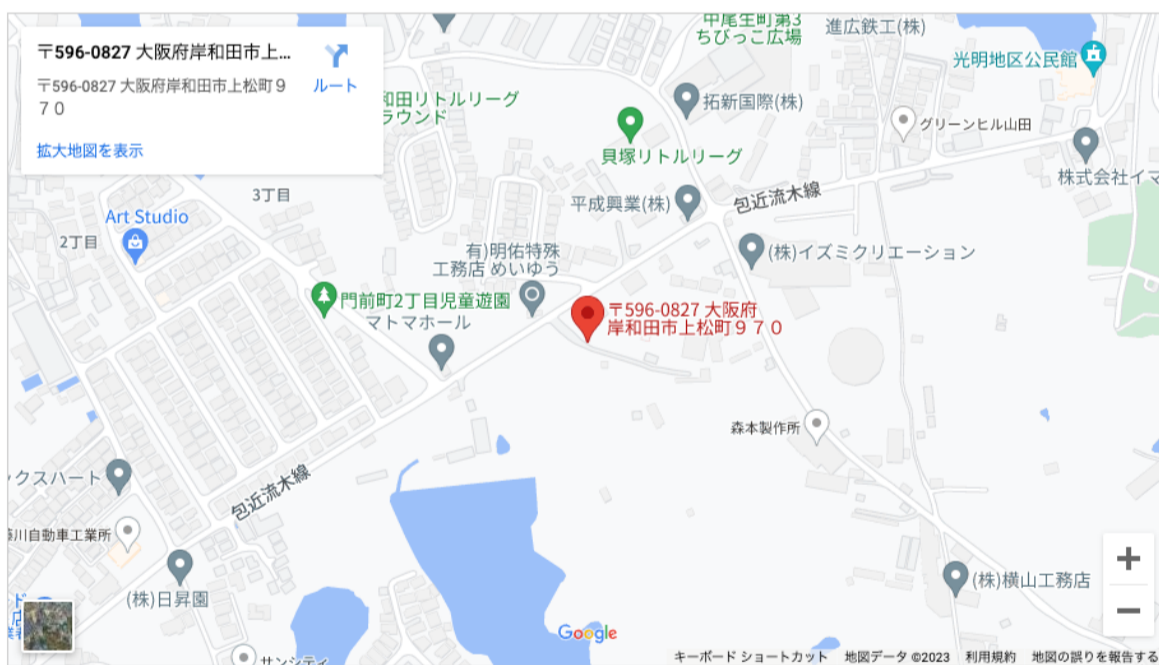 〒596-0827 大阪府岸和田市上...
〒596-0827 大阪府岸和田市上松町９
７０
ルート
拡大地図を表示
中尾生町第3
ちびっこ広場
進広鉄工(株)
光明地区公民館
和田リトルリーグ
ラウンド
拓新国際(株)
グリーンヒル山田
貝塚リトルリーグ
株式会社イマ
3丁目
平成興業(株)
包近流木線
Art Studio
2丁目
有)明佑特殊
工務店 めいゆう
(株)イズミクリエーション
門前町2丁目児童遊園
マトマホール
〒596-0827 大阪府
岸和田市上松町９７０
森本製作所
ックスハート
包近流木線
川自動車工業所
(株)横山工務店
(株)日昇園
サンシティ
Google
キーボード ショートカット
地図データ ©2023
利用規約
地図の誤りを報告する